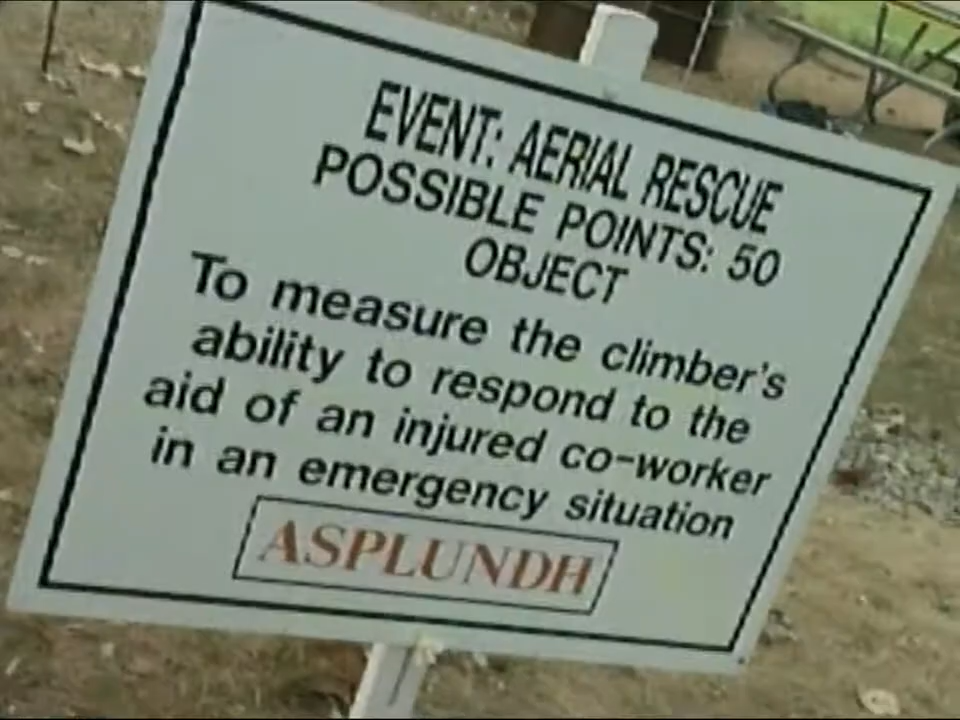 EVENT: AERIAL RESCUE
POSSIBLE POINTS: 50
OBJECT
To measure the climber's
ability to respond to the
aid of an injured co-worker
in an emergency situation
ASPLUNDH